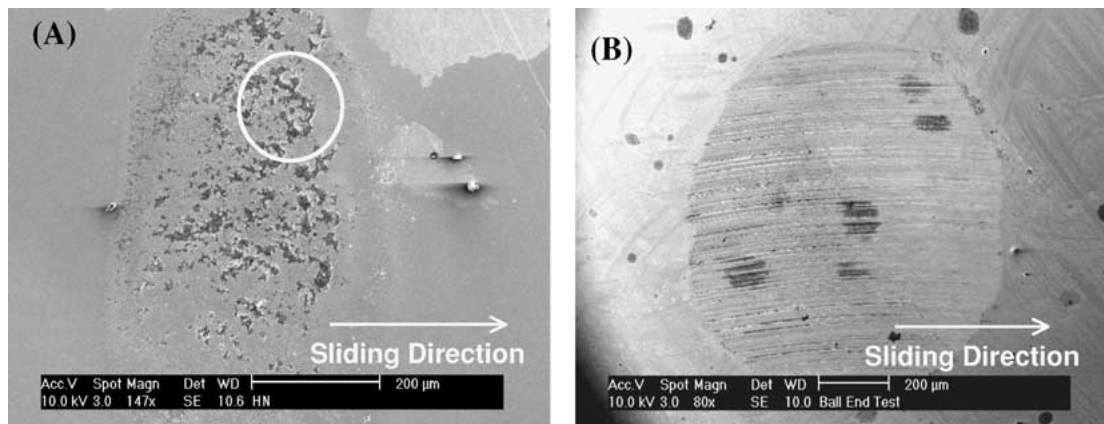 (A)
Sliding Direction
Acc.V Spot Magn Det WD 200 µm
10.0 kV 3.0 147x SE 10.6 HN
(B)
Sliding Direction
Acc.V Spot Magn Det WD 200 µm
10.0 kV 3.0 80x SE 10.0 Ball End Test